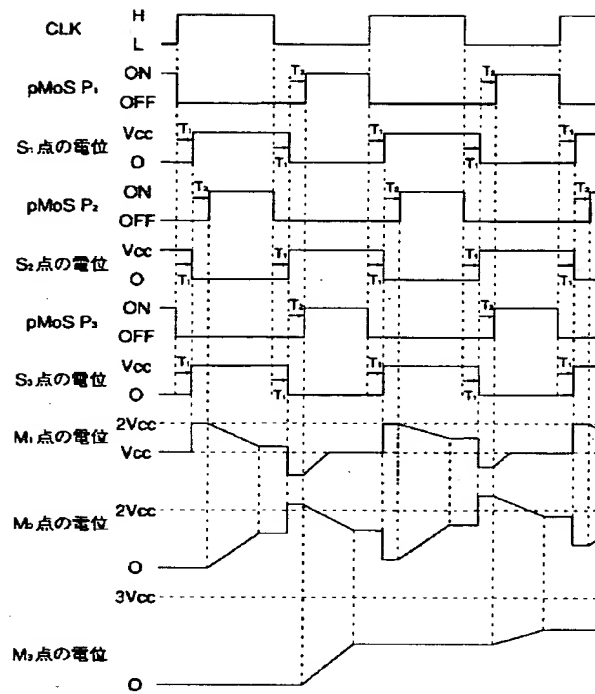 CLK H
L
pMoS P₁ ON
OFF
T₂
S₁点の電位 Vcc
O
T₁ T₁ T₁ T₁ T₁
pMoS P₂ ON
OFF
T₂ T₂ T₂
S₂点の電位 Vcc
O
T₁ T₁ T₁ T₁ T₁
pMoS P₃ ON
OFF
T₂ T₂
S₃点の電位 Vcc
O
T₁ T₁ T₁ T₁ T₁
M₁点の電位 2Vcc
Vcc
2Vcc
点の電位
O
3Vcc
M₃点の電位
O